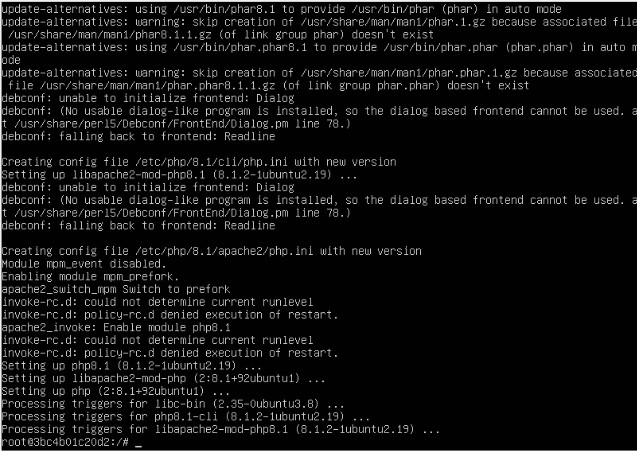 update-alternatives: using /usr/bin/phar8.1 to provide /usr/bin/phar (phar) in auto mode
update-alternatives: warning: skip creation of /usr/share/man/man1/phar.1.gz because associated file
 /usr/share/man/man1/phar8.1.1.gz (of link group phar) doesn't exist
update-alternatives: using /usr/bin/phar.phar8.1 to provide /usr/bin/phar.phar (phar.phar) in auto m
ode
update-alternatives: warning: skip creation of /usr/share/man/man1/phar.phar.1.gz because associated
 file /usr/share/man/man1/phar.phar8.1.1.gz (of link group phar.phar) doesn't exist
debconf: unable to initialize frontend: Dialog
debconf: (No usable dialog-like program is installed, so the dialog based frontend cannot be used. a
t /usr/share/perl5/Debconf/FrontEnd/Dialog.pm line 78.)
debconf: falling back to frontend: Readline

Creating config file /etc/php/8.1/cli/php.ini with new version
Setting up libapache2-mod-php8.1 (8.1.2-1ubuntu2.19) ...
debconf: unable to initialize frontend: Dialog
debconf: (No usable dialog-like program is installed, so the dialog based frontend cannot be used. a
t /usr/share/perl5/Debconf/FrontEnd/Dialog.pm line 78.)
debconf: falling back to frontend: Readline

Creating config file /etc/php/8.1/apache2/php.ini with new version
Module mpm_event disabled.
Enabling module mpm_prefork.
apache2_switch_mpm Switch to prefork
invoke-rc.d: could not determine current runlevel
invoke-rc.d: policy-rc.d denied execution of restart.
apache2_invoke: Enable module php8.1
invoke-rc.d: could not determine current runlevel
invoke-rc.d: policy-rc.d denied execution of restart.
Setting up php8.1 (8.1.2-1ubuntu2.19) ...
Setting up libapache2-mod-php (2:8.1+92ubuntu1) ...
Setting up php (2:8.1+92ubuntu1) ...
Processing triggers for libc-bin (2.35-0ubuntu3.8) ...
Processing triggers for php8.1-cli (8.1.2-1ubuntu2.19) ...
Processing triggers for libapache2-mod-php8.1 (8.1.2-1ubuntu2.19) ...
root@3bc4b01c20d2:/# _